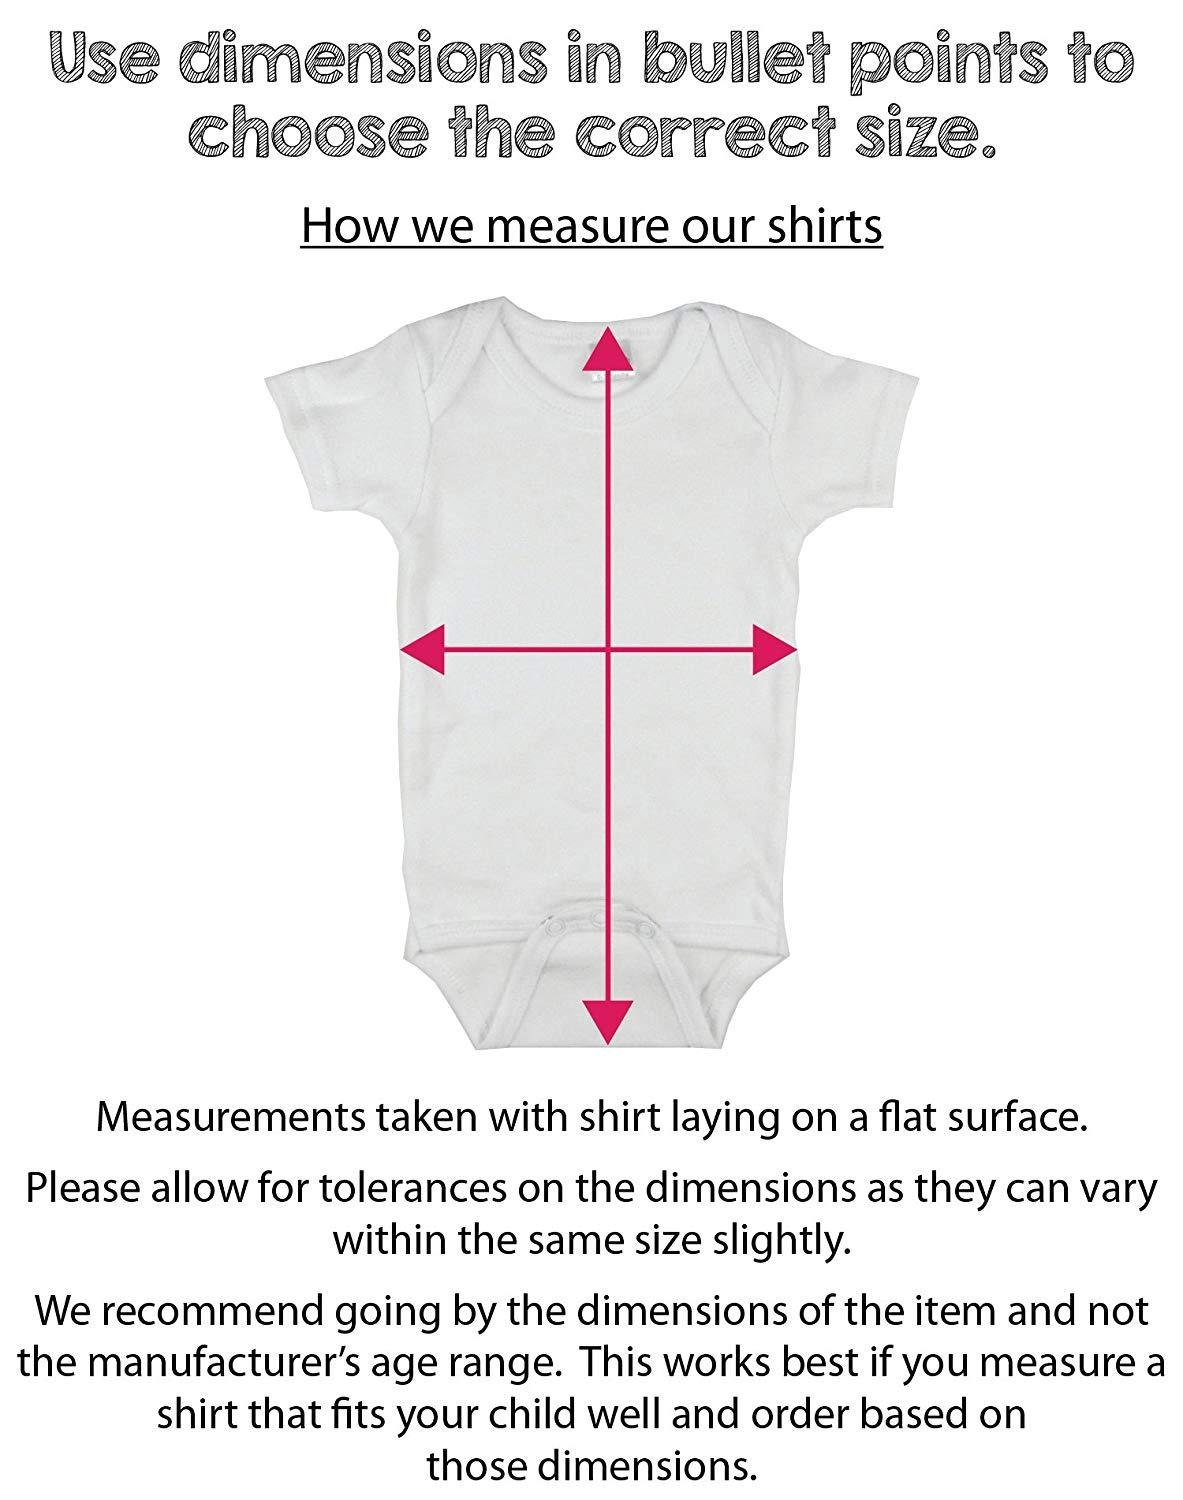 Use dimensions in bullet points to
choose the correct size.
How we measure our shirts
Measurements taken with shirt laying on a flat surface.
Please allow for tolerances on the dimensions as they can vary
within the same size slightly.
We recommend going by the dimensions of the item and not
the manufacturer's age range.  This works best if you measure a
shirt that fits your child well and order based on
those dimensions.